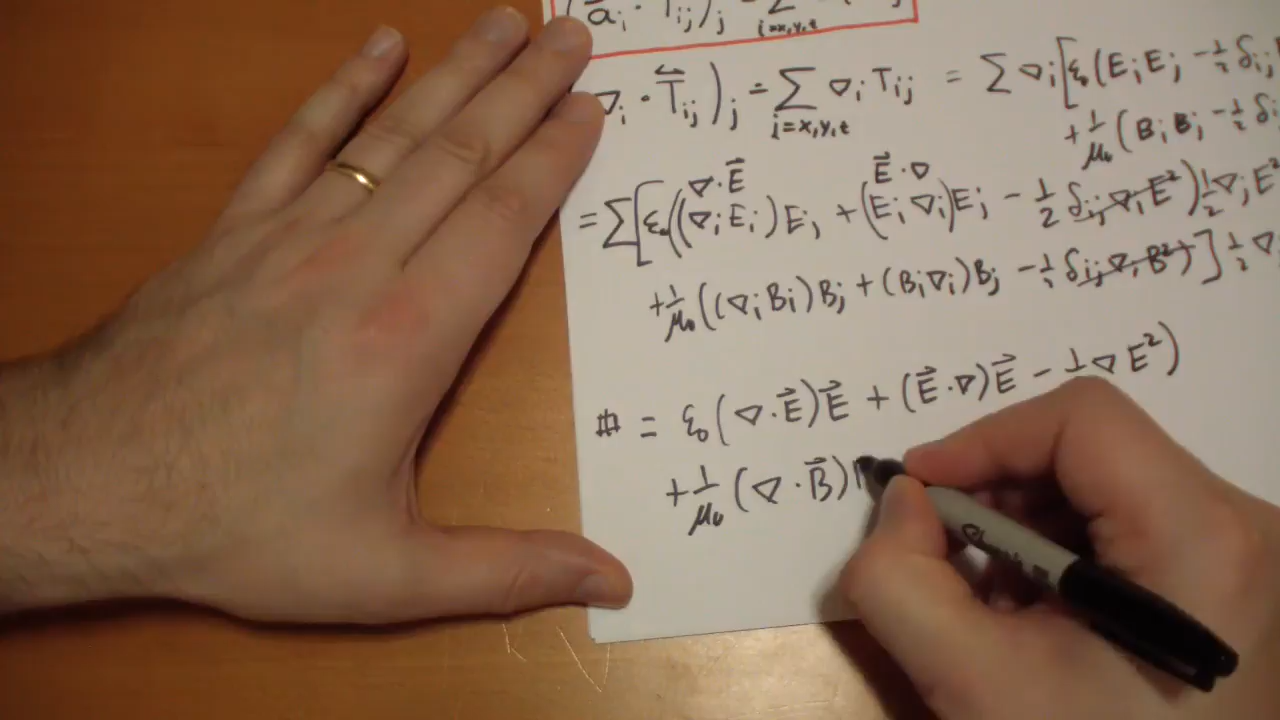 (a⃗ᵢ · Tᵢⱼ)ⱼ
i=x,y,z
∇ᵢ · T⃡ᵢⱼ)ⱼ = ∑ ∇ᵢ Tᵢⱼ = ∑ ∇ᵢ[ε₀(EᵢEⱼ - ½ δᵢⱼ
i=x,y,z
+ 1/μ₀ (BᵢBⱼ - ½ δ
∇·E⃗ E⃗·∇
= ∑[ε₀((∇ᵢEᵢ)Eⱼ + (Eᵢ∇ᵢ)Eⱼ - ½ δᵢⱼ∇ᵢE²) ½∇ⱼE²
+ 1/μ₀ ((∇ᵢBᵢ)Bⱼ + (Bᵢ∇ᵢ)Bⱼ - ½ δᵢⱼ∇ᵢB²)] ½ ∇
# = ε₀(∇·E⃗)E⃗ + (E⃗·∇)E⃗ - ½∇E²)
+ 1/μ₀ (∇·B⃗)